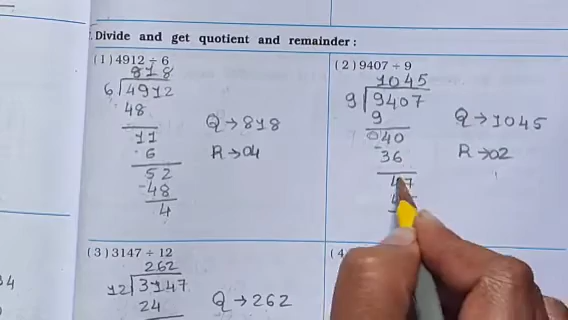 Divide and get quotient and remainder :
(1) 4912 ÷ 6
818
6 4912
48
11
6
52
-48
4
Q → 818
R → 04
(2) 9407 ÷ 9
1045
9 9407
9
040
-36
47
Q → 1045
R → 02
(3) 3147 ÷ 12
262
12 3147
24
Q → 262
(4
4